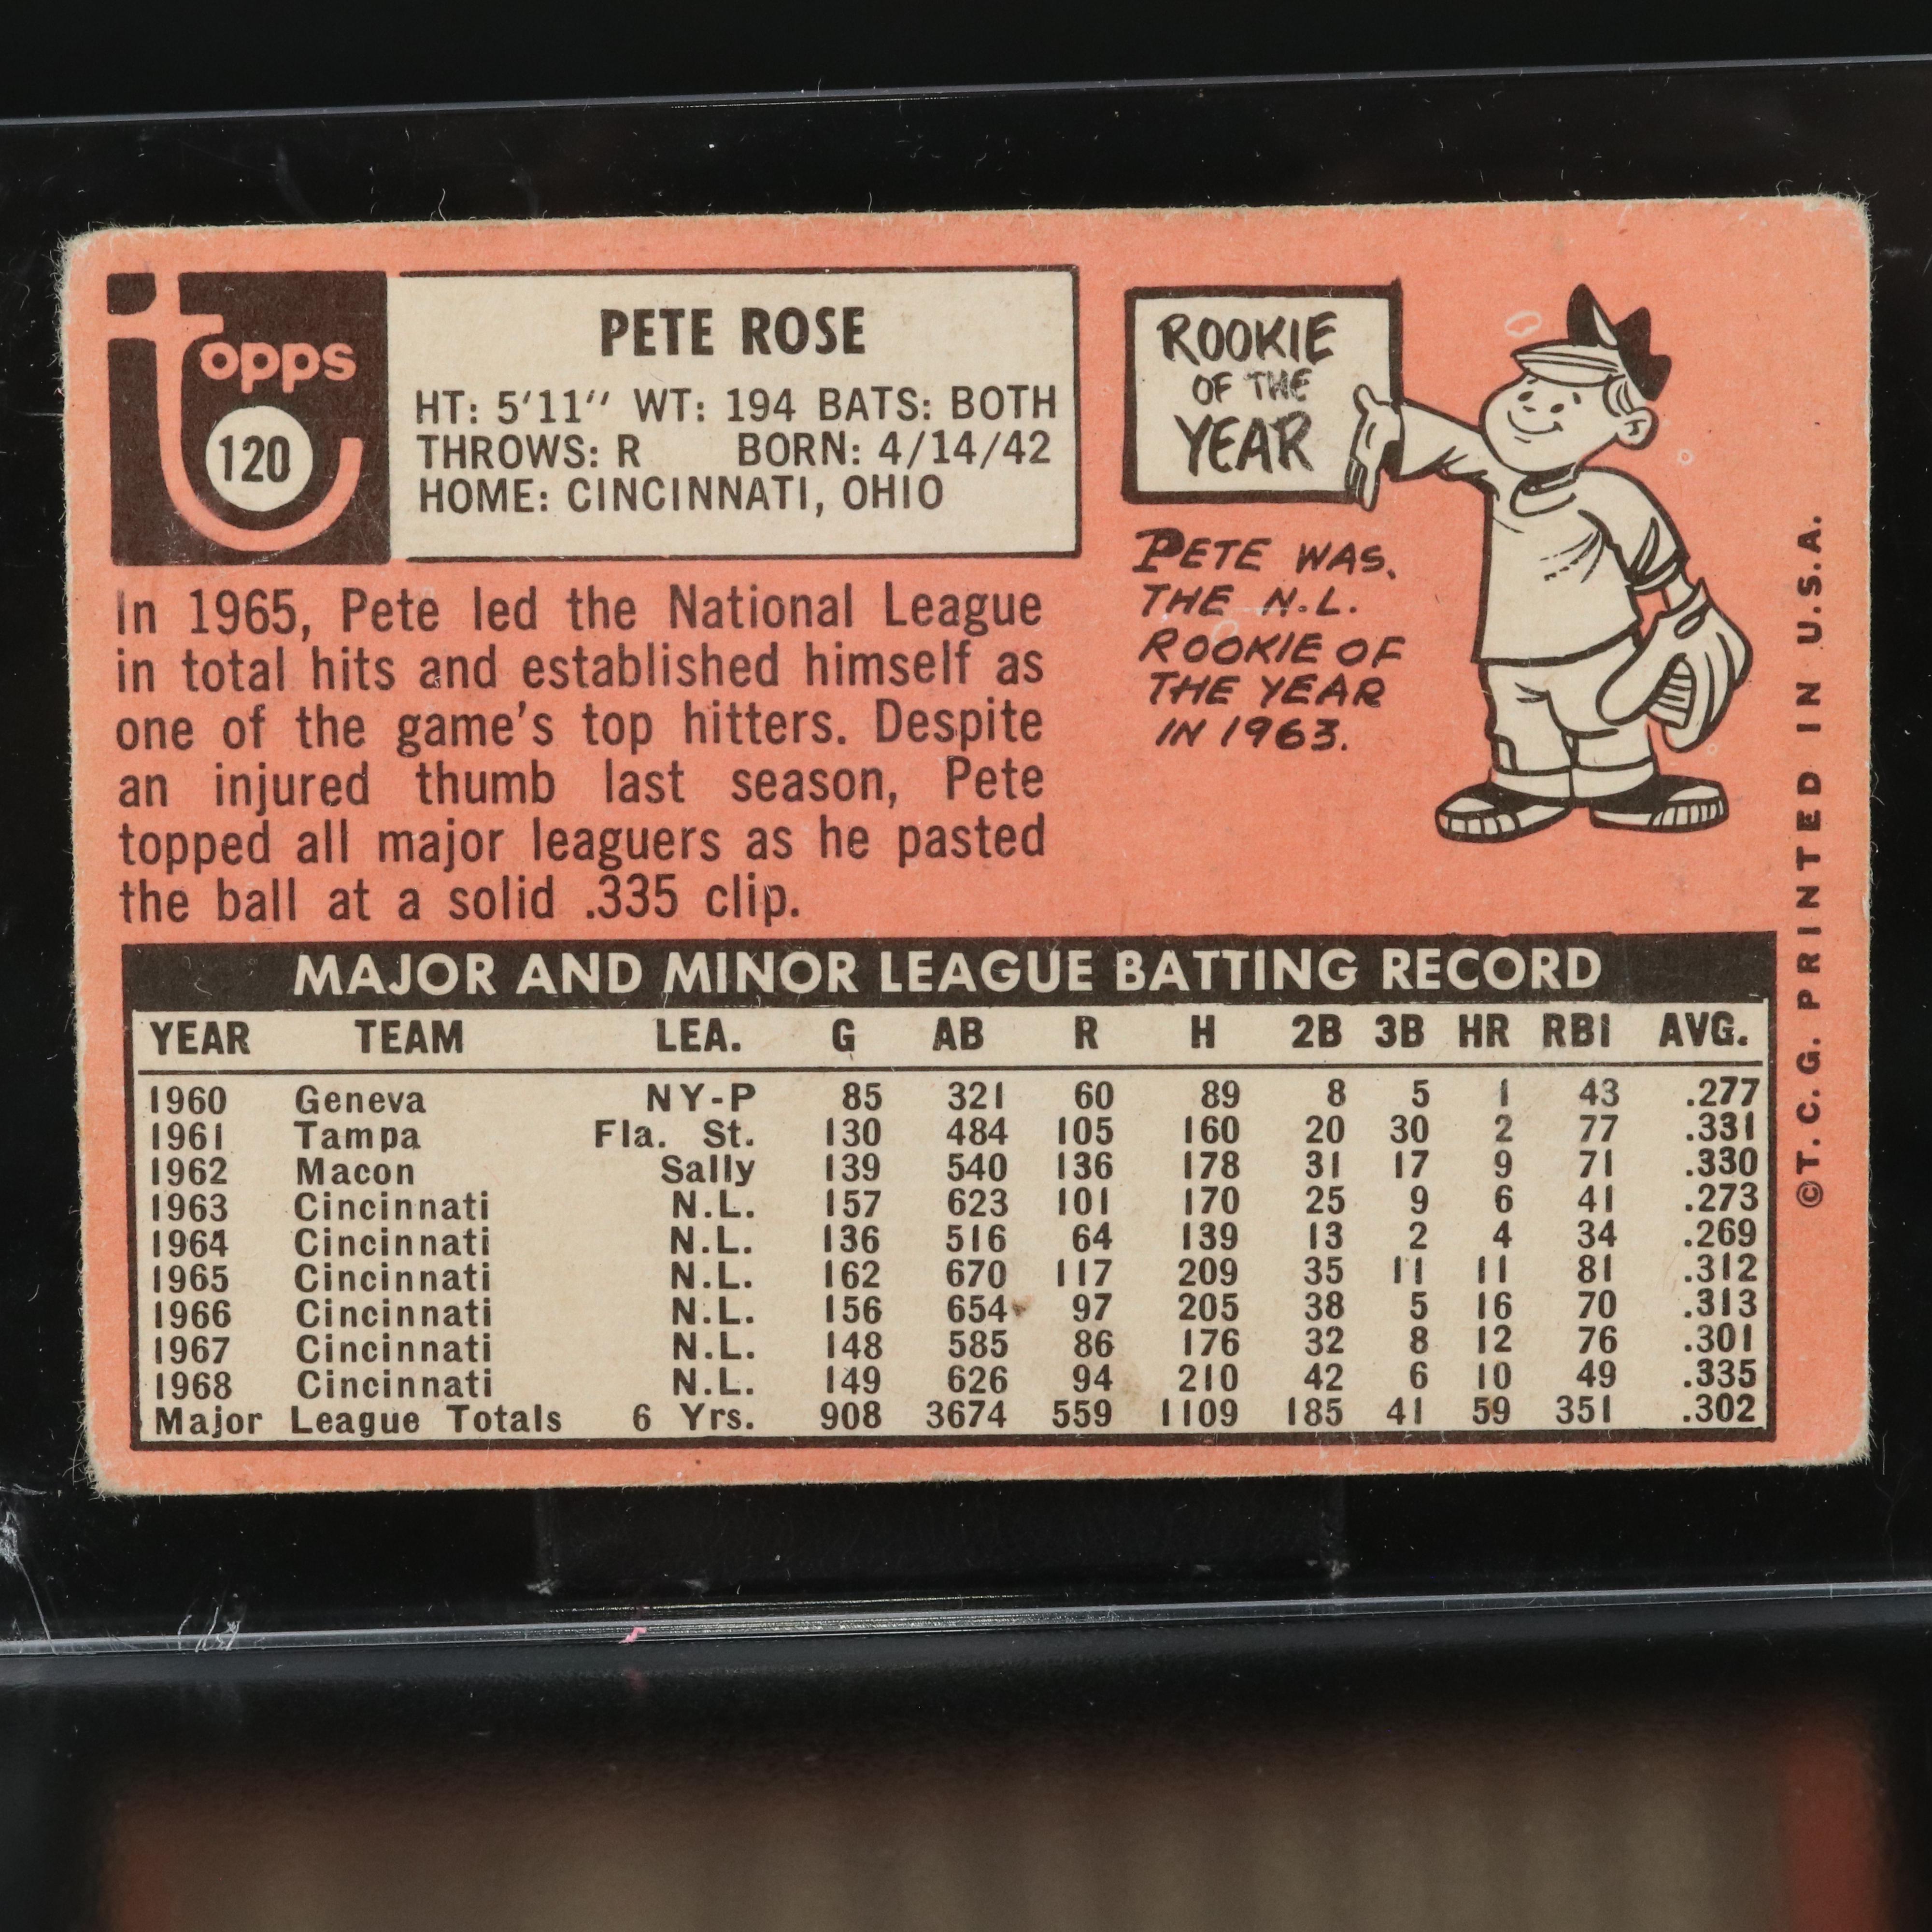 Topps
120
PETE ROSE
HT: 5'11" WT: 194 BATS: BOTH
THROWS: R BORN: 4/14/42
HOME: CINCINNATI, OHIO
In 1965, Pete led the National League
in total hits and established himself as
one of the game's top hitters. Despite
an injured thumb last season, Pete
topped all major leaguers as he pasted
the ball at a solid .335 clip.
ROOKIE
OF THE
YEAR
PETE WAS
THE N.L.
ROOKIE OF
THE YEAR
IN 1963.
MAJOR AND MINOR LEAGUE BATTING RECORD
YEAR TEAM LEA. G AB R H 2B 3B HR RBI AVG.
1960 Geneva NY-P 85 321 60 89 8 5 1 43 .277
1961 Tampa Fla. St. 130 484 105 160 20 30 2 77 .331
1962 Macon Sally 139 540 136 178 31 17 9 71 .330
1963 Cincinnati N.L. 157 623 101 170 25 9 6 41 .273
1964 Cincinnati N.L. 136 516 64 139 13 2 4 34 .269
1965 Cincinnati N.L. 162 670 117 209 35 11 11 81 .312
1966 Cincinnati N.L. 156 654 97 205 38 5 16 70 .313
1967 Cincinnati N.L. 148 585 86 176 32 8 12 76 .301
1968 Cincinnati N.L. 149 626 94 210 42 6 10 49 .335
Major League Totals 6 Yrs. 908 3674 559 1109 185 41 59 351 .302
©T.C.G. PRINTED IN U.S.A.